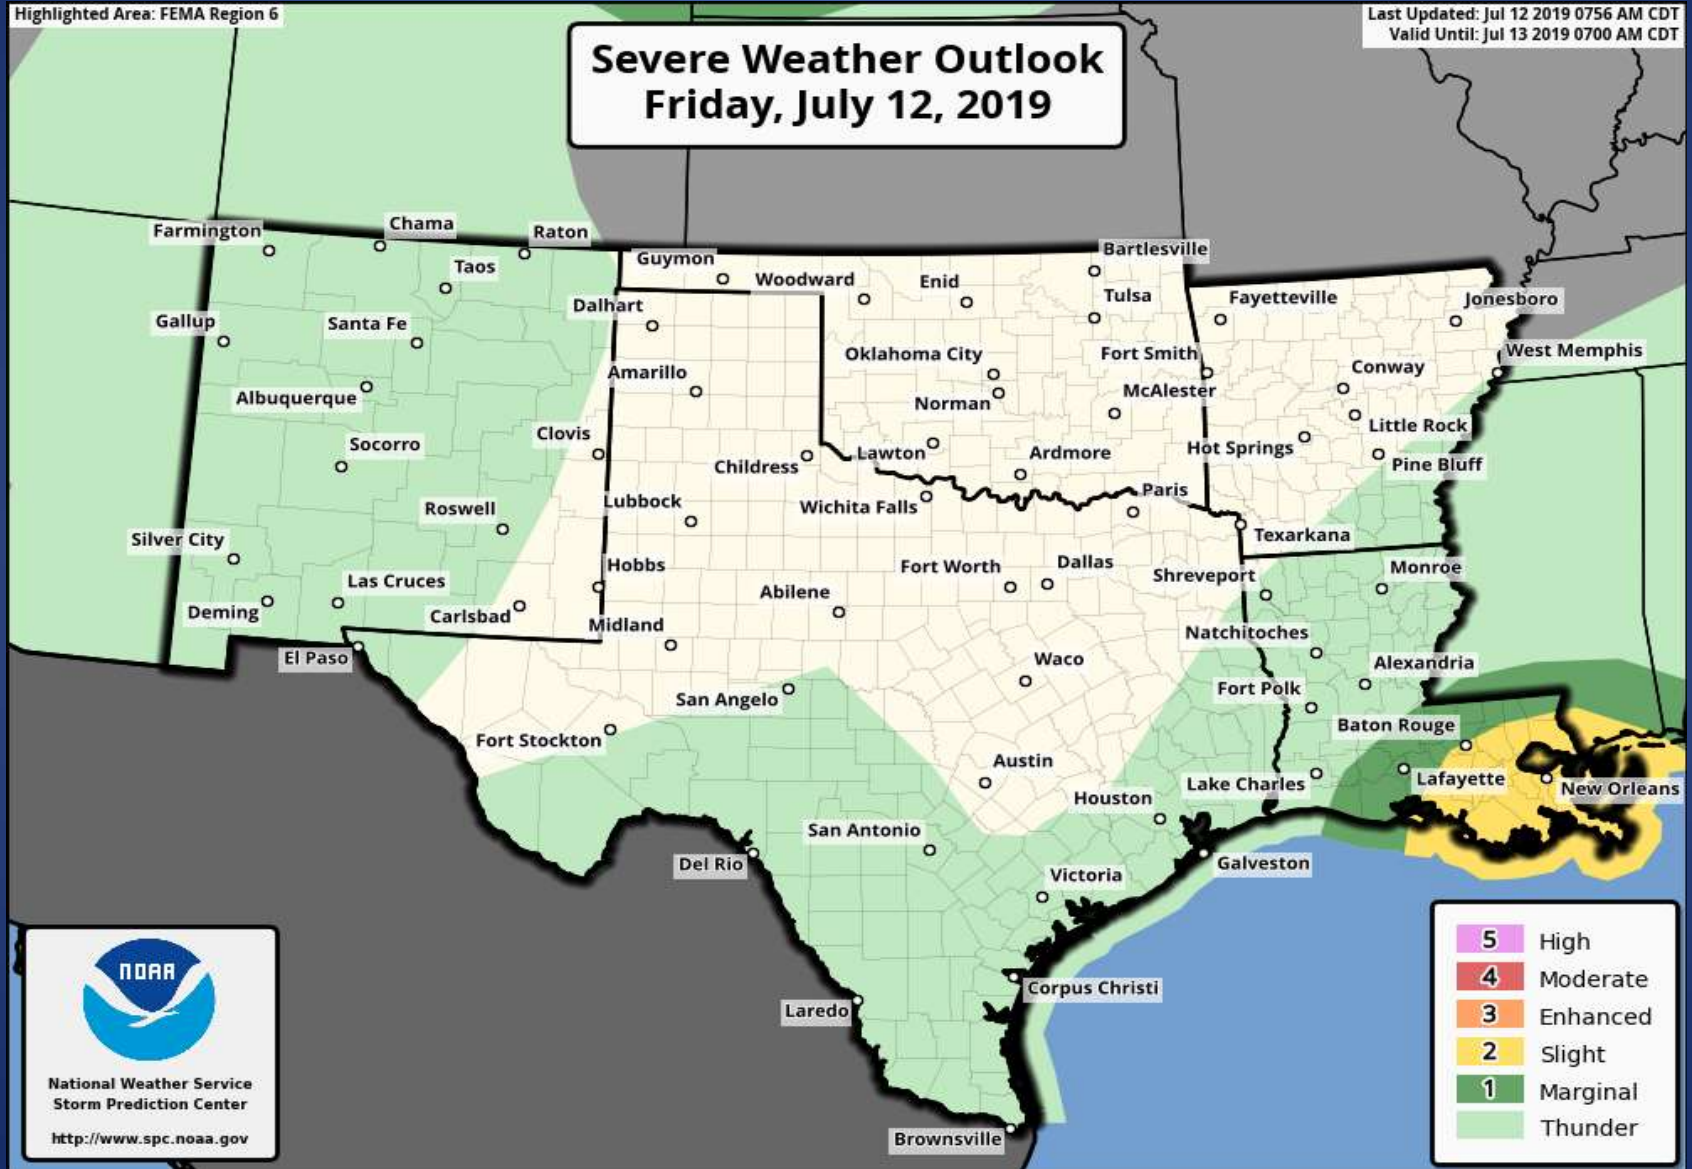 Highlighted Area: FEMA Region 6
Last Updated: Jul 12 2019 0756 AM CDT
Valid Until: Jul 13 2019 0700 AM CDT
Severe Weather Outlook
Friday, July 12, 2019
Farmington
Chama
Raton
Taos
Gallup
Santa Fe
Albuquerque
Socorro
Clovis
Roswell
Silver City
Las Cruces
Deming
Carlsbad
Hobbs
Guymon
Woodward
Enid
Bartlesville
Tulsa
Oklahoma City
Norman
Fort Smith
McAlester
Lawton
Ardmore
Fayetteville
Jonesboro
West Memphis
Conway
Little Rock
Hot Springs
Pine Bluff
Texarkana
Dalhart
Amarillo
Childress
Lubbock
Wichita Falls
Paris
Fort Worth
Dallas
Abilene
Midland
El Paso
Waco
San Angelo
Fort Stockton
Austin
Houston
San Antonio
Del Rio
Victoria
Galveston
Corpus Christi
Laredo
Brownsville
Shreveport
Monroe
Natchitoches
Alexandria
Fort Polk
Baton Rouge
Lake Charles
Lafayette
New Orleans
NOAA
National Weather Service
Storm Prediction Center
http://www.spc.noaa.gov
5 High
4 Moderate
3 Enhanced
2 Slight
1 Marginal
Thunder